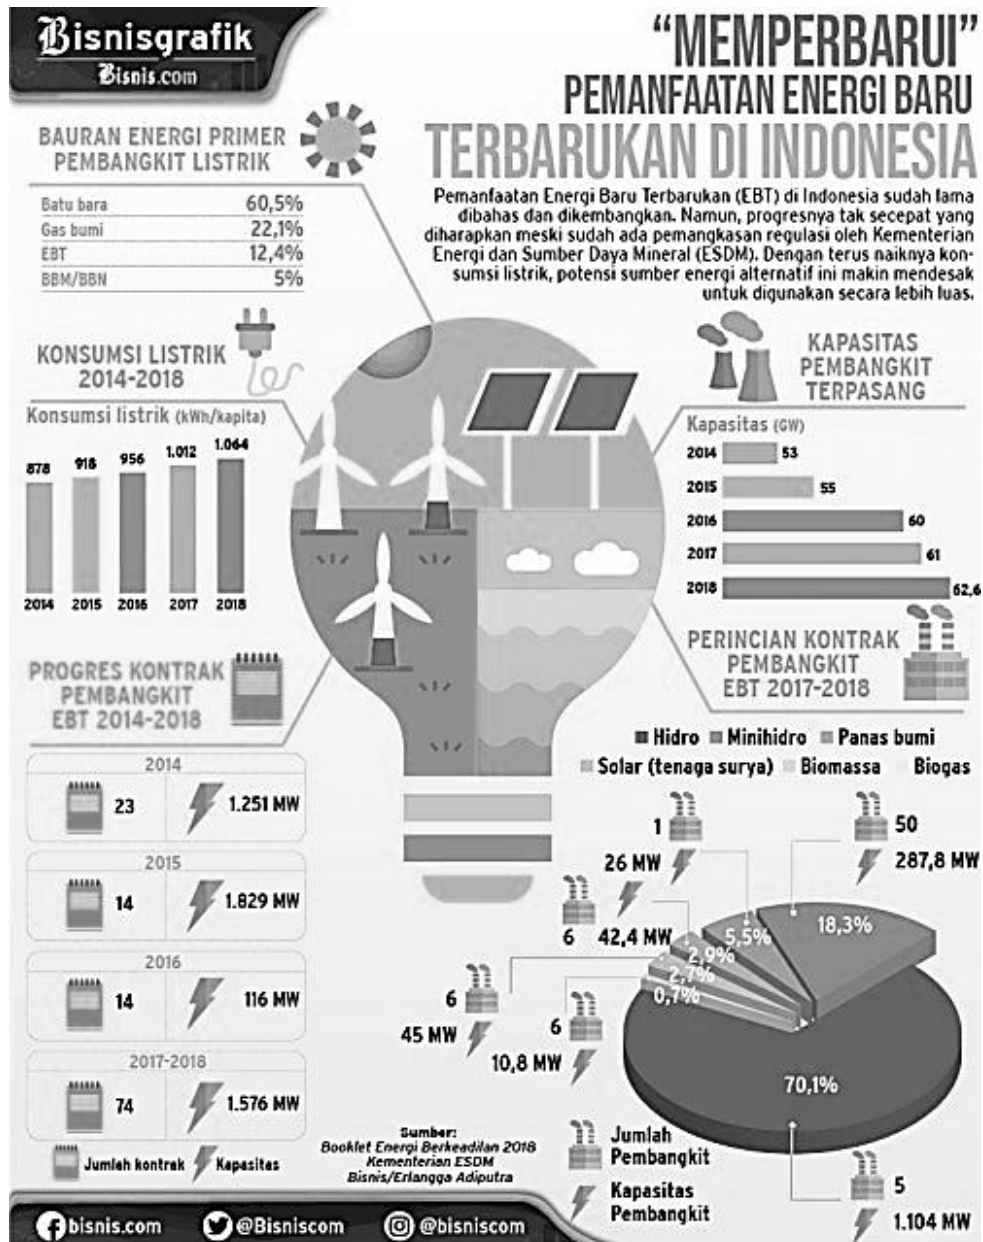 Bisnisgrafik
Bisnis.com
"MEMPERBARUI"
PEMANFAATAN ENERGI BARU
TERBARUKAN DI INDONESIA
Pemanfaatan Energi Baru Terbarukan (EBT) di Indonesia sudah lama
dibahas dan dikembangkan. Namun, progresnya tak secepat yang
diharapkan meski sudah ada pemangkasan regulasi oleh Kementerian
Energi dan Sumber Daya Mineral (ESDM). Dengan terus naiknya kon-
sumsi listrik, potensi sumber energi alternatif ini makin mendesak
untuk digunakan secara lebih luas.
BAURAN ENERGI PRIMER
PEMBANGKIT LISTRIK
Batu bara 60,5%
Gas bumi 22,1%
EBT 12,4%
BBM/BBN 5%
KONSUMSI LISTRIK
2014-2018
Konsumsi listrik (kWh/kapita)
878 918 956 1.012 1.064
2014 2015 2016 2017 2018
KAPASITAS
PEMBANGKIT
TERPASANG
Kapasitas (GW)
2014 53
2015 55
2016 60
2017 61
2018 62,6
PROGRES KONTRAK
PEMBANGKIT
EBT 2014-2018
2014
23 1.251 MW
2015
14 1.829 MW
2016
14 116 MW
2017-2018
74 1.576 MW
Jumlah kontrak Kapasitas
PERINCIAN KONTRAK
PEMBANGKIT
EBT 2017-2018
Hidro Minihidro Panas bumi
Solar (tenaga surya) Biomassa Biogas
1
26 MW
50
287,8 MW
6 42,4 MW
6
45 MW
6
10,8 MW
18,3%
5,5%
2,9%
2,7%
0,7%
70,1%
5
1.104 MW
Jumlah
Pembangkit
Kapasitas
Pembangkit
Sumber:
Booklet Energi Berkeadilan 2018
Kementerian ESDM
Bisnis/Erlangga Adiputra
bisnis.com @Bisniscom @bisniscom